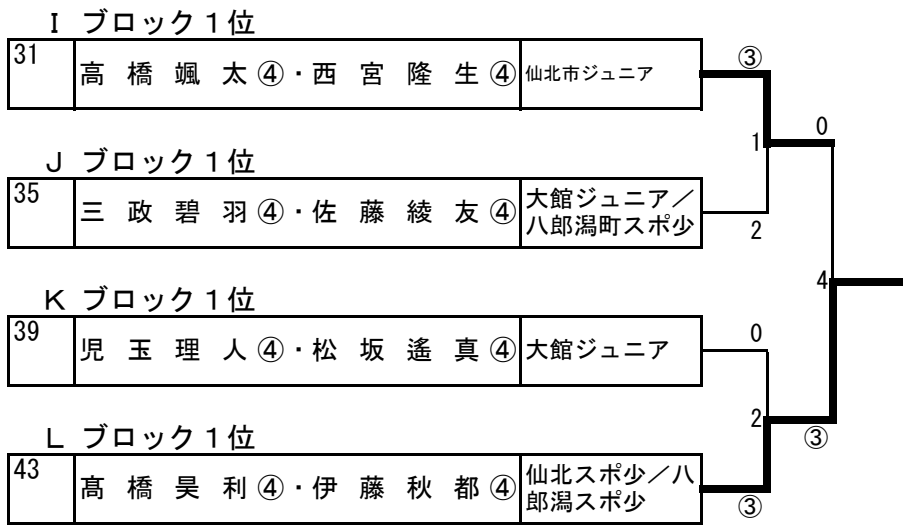 I ブロック1位
31 高橋颯太④・西宮隆生④ 仙北市ジュニア
③
1
0
J ブロック1位
35 三政碧羽④・佐藤綾友④ 大館ジュニア/
八郎潟町スポ少
2
4
K ブロック1位
39 児玉理人④・松坂遙真④ 大館ジュニア
0
2
③
L ブロック1位
43 髙橋昊利④・伊藤秋都④ 仙北スポ少/八
郎潟スポ少
③